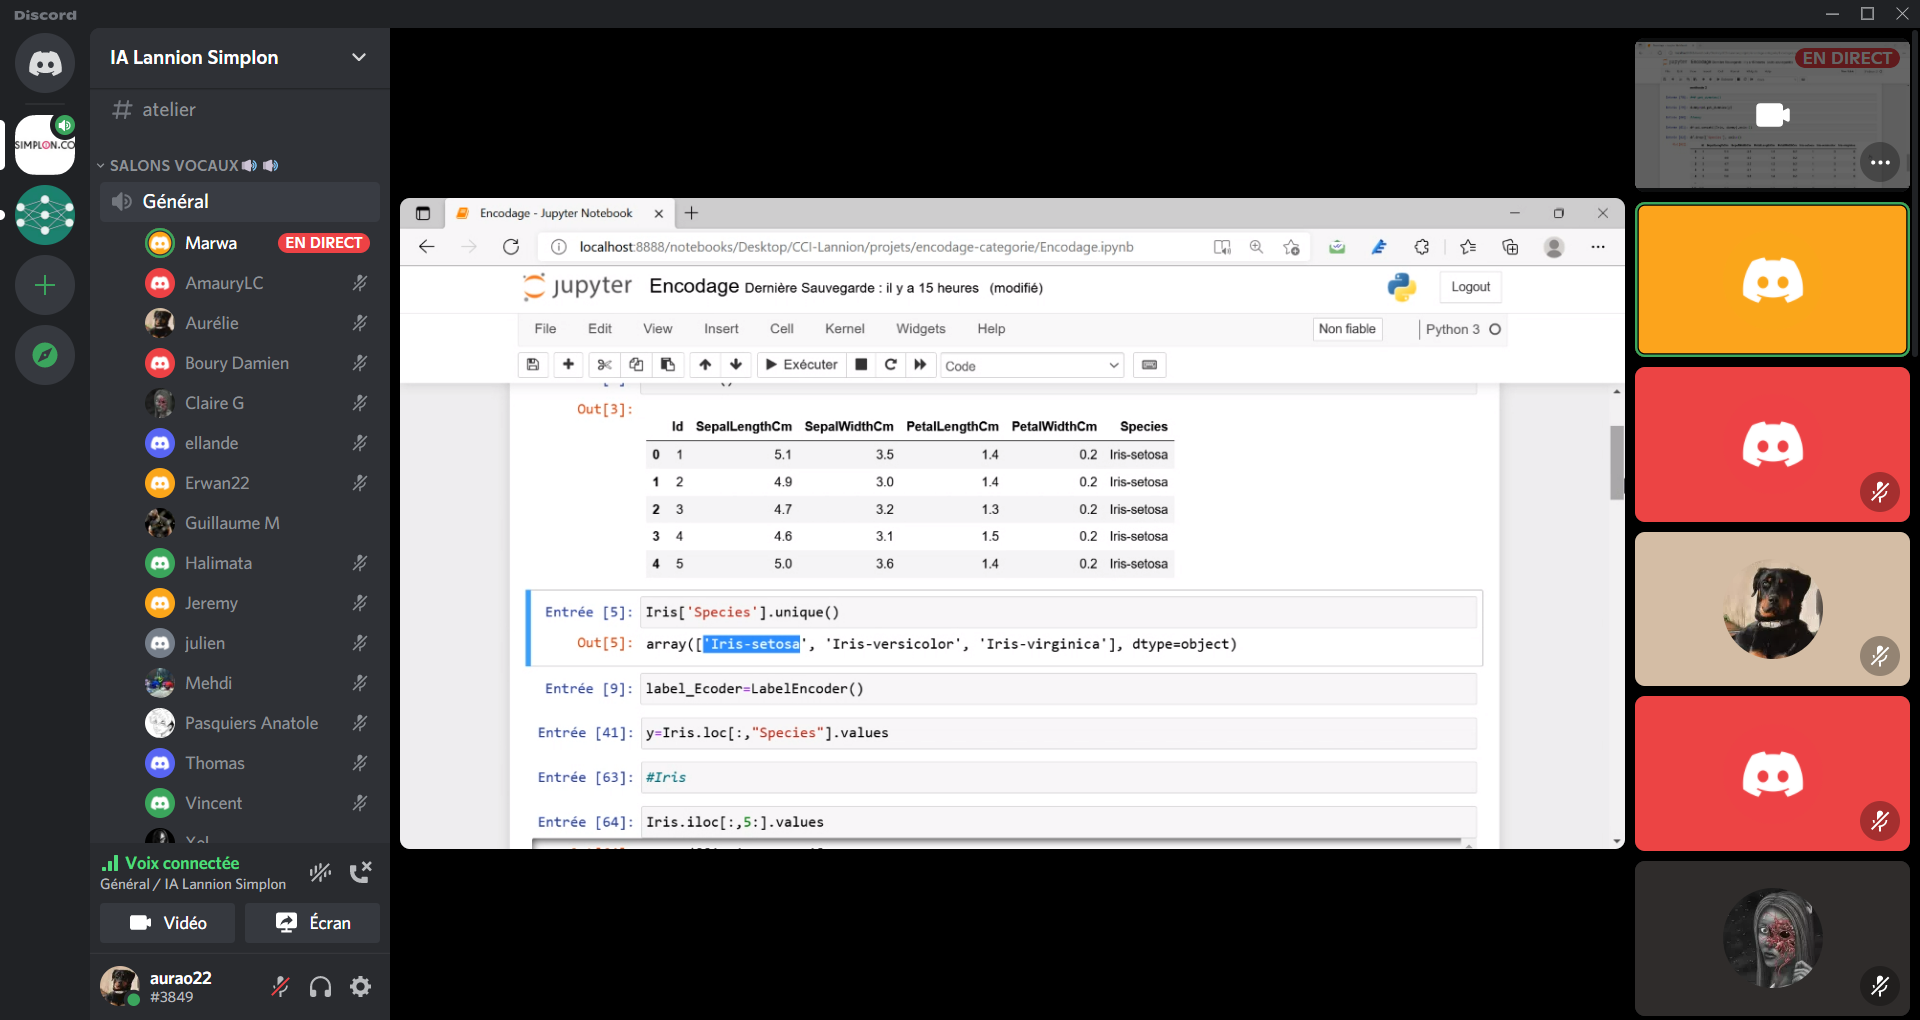 Discord
IA Lannion Simplon
# atelier
SALONS VOCAUX
Général
Marwa EN DIRECT
AmauryLC
Aurélie
Boury Damien
Claire G
ellande
Erwan22
Guillaume M
Halimata
Jeremy
julien
Mehdi
Pasquiers Anatole
Thomas
Vincent
Voix connectée
Général / IA Lannion Simplon
Vidéo Écran
aurao22
#3849
SIMPLON.CO
Encodage - Jupyter Notebook
localhost:8888/notebooks/Desktop/CCI-Lannion/projets/encodage-categorie/Encodage.ipynb
jupyter Encodage Dernière Sauvegarde : il y a 15 heures (modifié)
Logout
File Edit View Insert Cell Kernel Widgets Help
Non fiable Python 3
Exécuter Code
Out[3]:
Id SepalLengthCm SepalWidthCm PetalLengthCm PetalWidthCm Species
0 1 5.1 3.5 1.4 0.2 Iris-setosa
1 2 4.9 3.0 1.4 0.2 Iris-setosa
2 3 4.7 3.2 1.3 0.2 Iris-setosa
3 4 4.6 3.1 1.5 0.2 Iris-setosa
4 5 5.0 3.6 1.4 0.2 Iris-setosa
Entrée [5]: Iris['Species'].unique()
Out[5]: array(['Iris-setosa', 'Iris-versicolor', 'Iris-virginica'], dtype=object)
Entrée [9]: label_Ecoder=LabelEncoder()
Entrée [41]: y=Iris.loc[:,"Species"].values
Entrée [63]: #Iris
Entrée [64]: Iris.iloc[:,5:].values
EN DIRECT